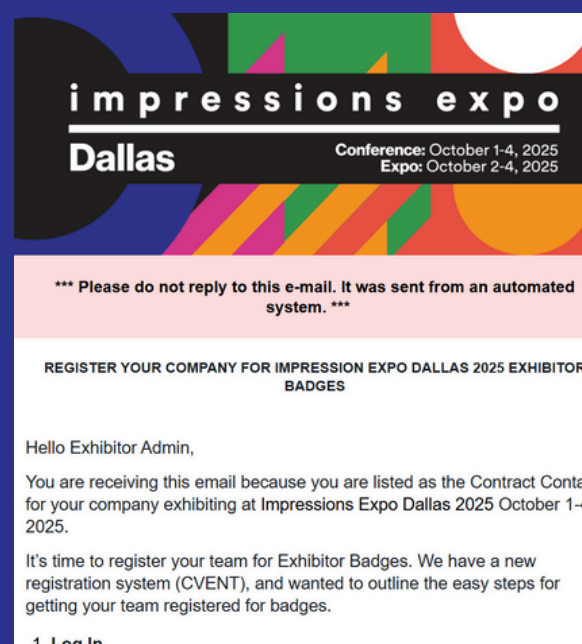 impressions expo
Dallas
Conference: October 1-4, 2025
Expo: October 2-4, 2025
*** Please do not reply to this e-mail. It was sent from an automated
system. ***
REGISTER YOUR COMPANY FOR IMPRESSION EXPO DALLAS 2025 EXHIBITOR
BADGES
Hello Exhibitor Admin,
You are receiving this email because you are listed as the Contract
for your company exhibiting at Impressions Expo Dallas 2025 October
2025.
It's time to register your team for Exhibitor Badges. We have a new
registration system (CVENT), and wanted to outline the easy steps for
getting your team registered for badges.
1. Log In